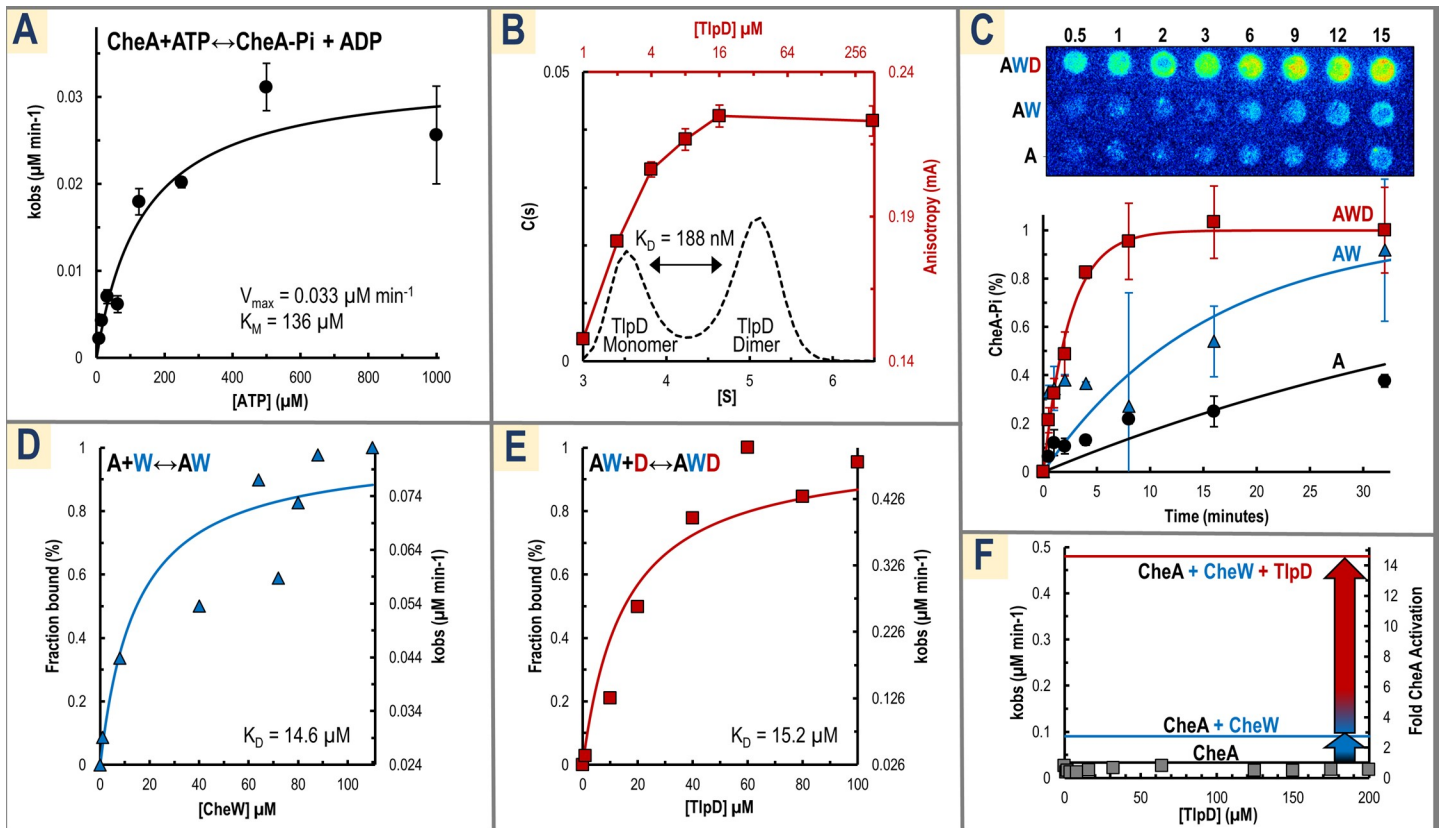 A
CheA+ATP↔CheA-Pi + ADP
kobs (µM min-1)
0.03
0.02
0.01
0
Vmax = 0.033 µM min-1
KM = 136 µM
0 200 400 600 800 1000
[ATP] (µM)
B
[TlpD] µM
1 4 16 64 256
0.05
0
C(s)
0.24
0.19
0.14
Anisotropy (mA)
KD = 188 nM
TlpD
Monomer
TlpD
Dimer
3 4 5 6
[S]
C
0.5 1 2 3 6 9 12 15
AWD
AW
A
CheA-Pi (%)
1
0.8
0.6
0.4
0.2
0
AWD
AW
A
0 5 10 15 20 25 30
Time (minutes)
D
A+W↔AW
Fraction bound (%)
1
0.8
0.6
0.4
0.2
0
0.074
0.064
0.054
0.044
0.034
0.024
kobs (µM min-1)
KD = 14.6 µM
0 20 40 60 80 100
[CheW] µM
E
AW+D↔AWD
Fraction bound (%)
1
0.8
0.6
0.4
0.2
0
0.426
0.326
0.226
0.126
0.026
kobs (µM min-1)
KD = 15.2 µM
0 20 40 60 80 100
[TlpD] µM
F
kobs (µM min-1)
0.5
0.4
0.3
0.2
0.1
0
CheA + CheW + TlpD
CheA + CheW
CheA
14
12
10
8
6
4
2
0
Fold CheA Activation
0 50 100 150 200
[TlpD] (µM)